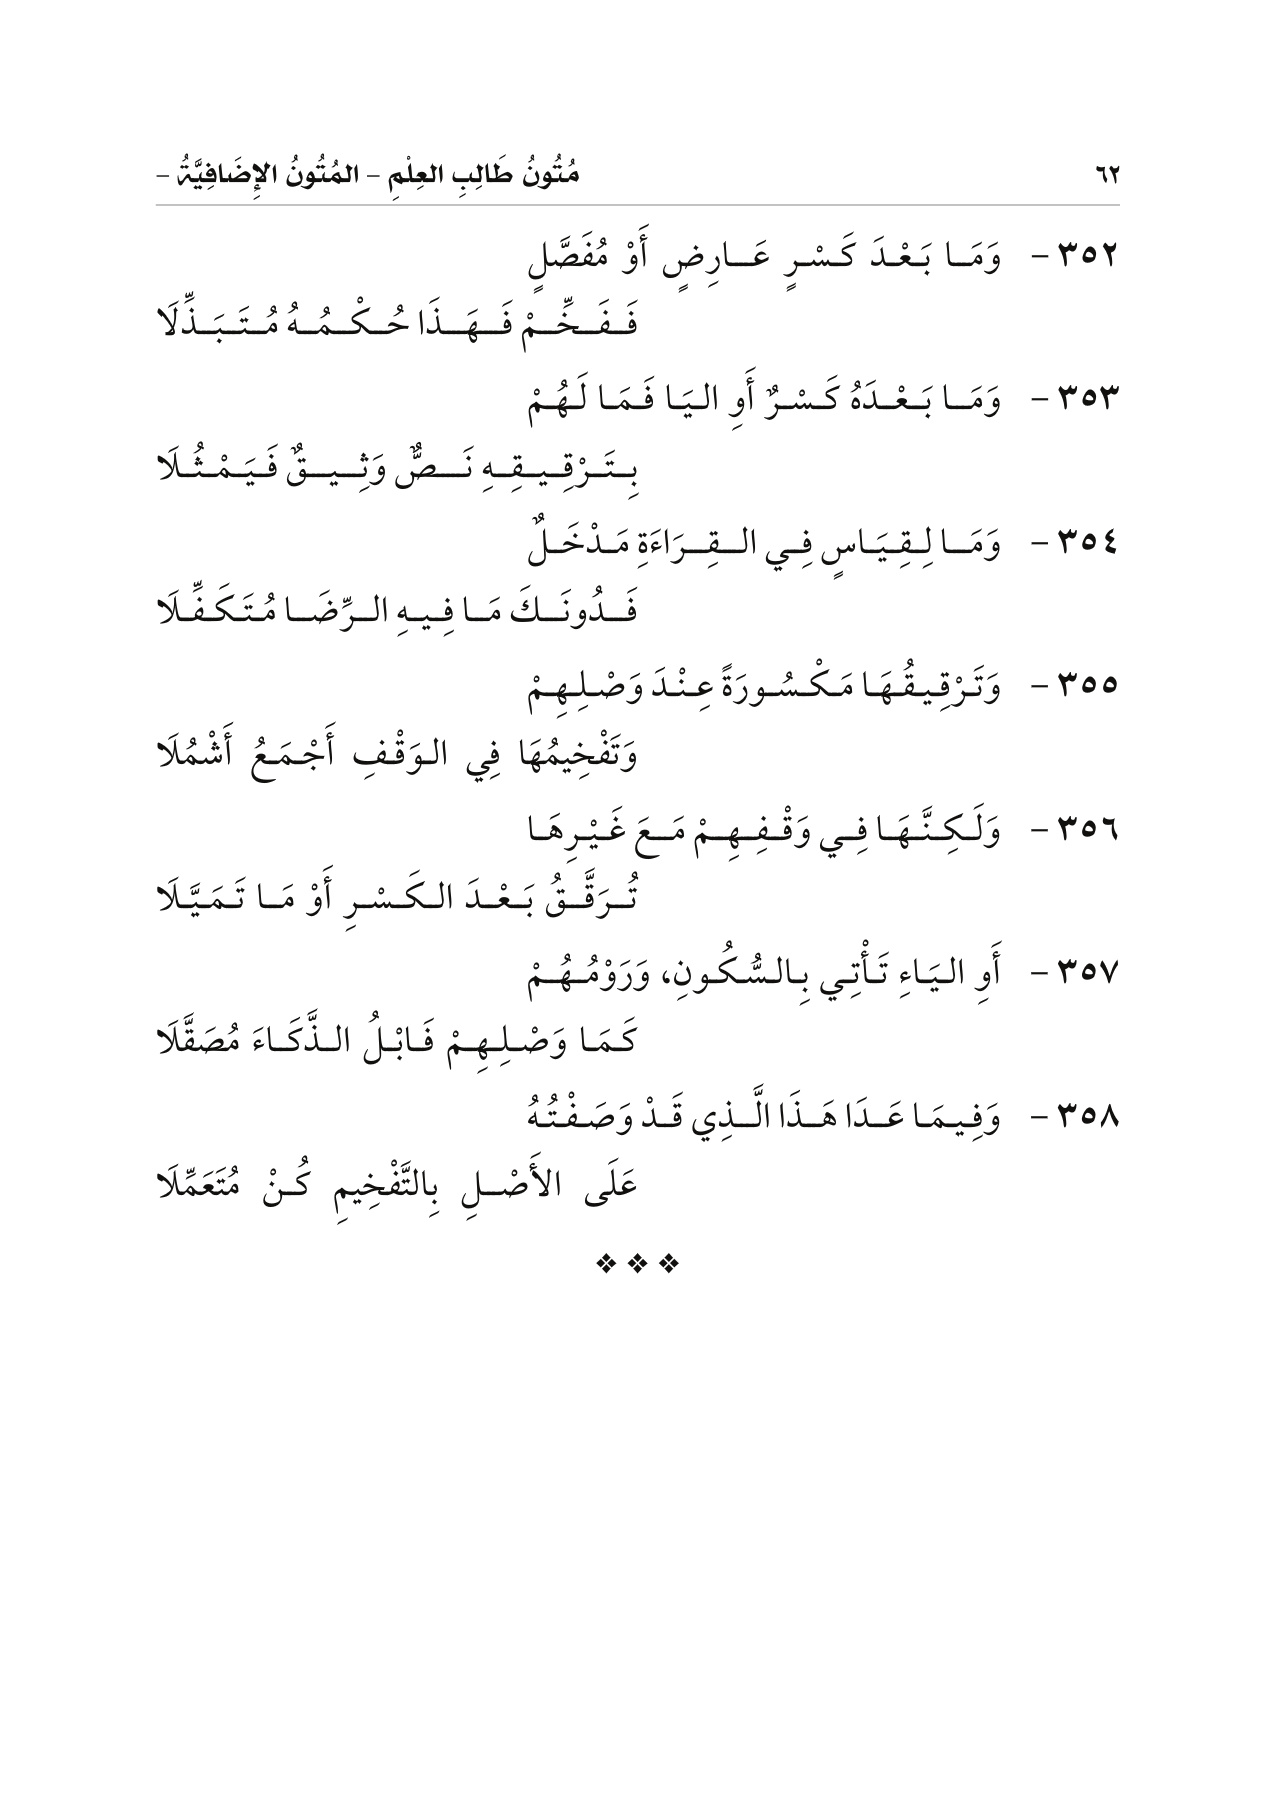 ٦٢ مُتُونُ طَالِبِ العِلْمِ – المُتُونُ الإِضَافِيَّةُ –
٣٥٢ – وَمَا بَعْدَ كَسْرٍ عَارِضٍ أَوْ مُفَصَّلٍ
فَفَخِّمْ فَهَذَا حُكْمُهُ مُتَبَذِّلَا
٣٥٣ – وَمَا بَعْدَهُ كَسْرٌ أَوِ اليَا فَمَا لَهُمْ
بِتَرْقِيقِهِ نَصٌّ وَثِيقٌ فَيَمْثُلَا
٣٥٤ – وَمَا لِقِيَاسٍ فِي القِرَاءَةِ مَدْخَلٌ
فَدُونَكَ مَا فِيهِ الرِّضَا مُتَكَفِّلَا
٣٥٥ – وَتَرْقِيقُهَا مَكْسُورَةً عِنْدَ وَصْلِهِمْ
وَتَفْخِيمُهَا فِي الوَقْفِ أَجْمَعُ أَشْمُلَا
٣٥٦ – وَلَكِنَّهَا فِي وَقْفِهِمْ مَعَ غَيْرِهَا
تُرَقَّقُ بَعْدَ الكَسْرِ أَوْ مَا تَمَيَّلَا
٣٥٧ – أَوِ اليَاءِ تَأْتِي بِالسُّكُونِ، وَرَوْمُهُمْ
كَمَا وَصْلِهِمْ فَابْلُ الذَّكَاءَ مُصَقَّلَا
٣٥٨ – وَفِيمَا عَدَا هَذَا الَّذِي قَدْ وَصَفْتُهُ
عَلَى الأَصْلِ بِالتَّفْخِيمِ كُنْ مُتَعَمِّلَا
❖ ❖ ❖